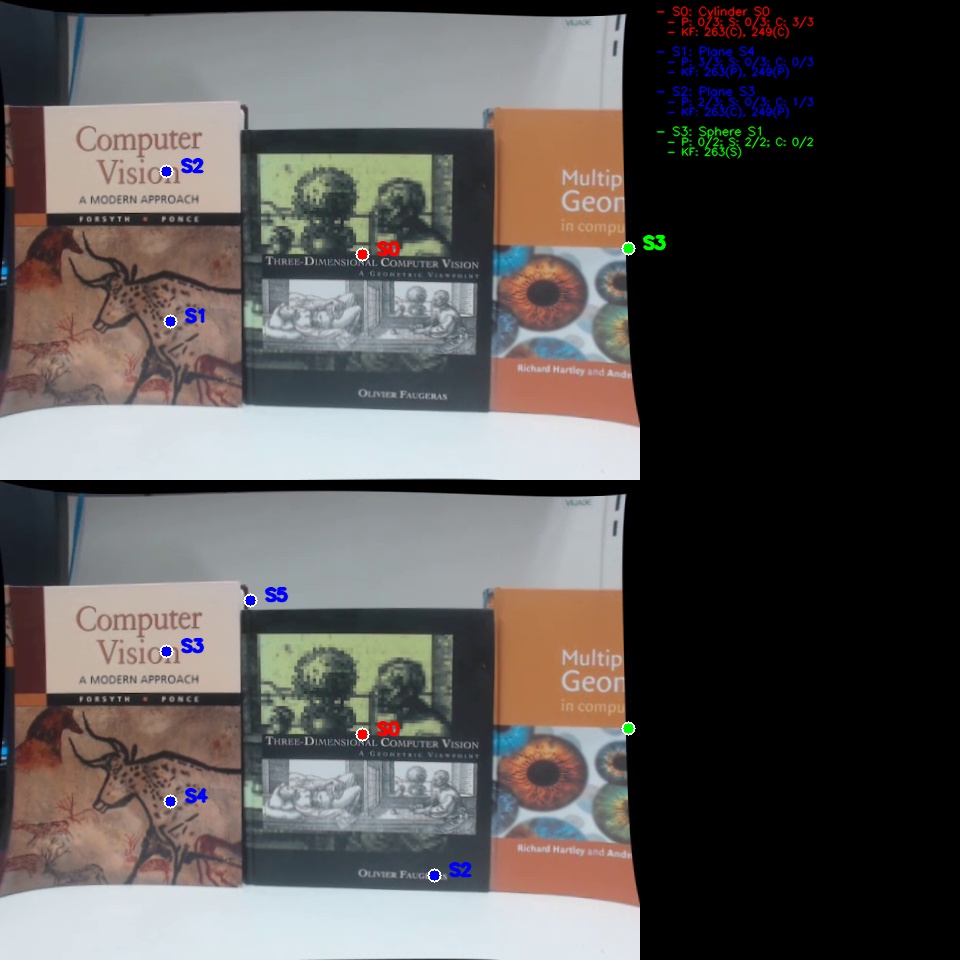 - S0: Cylinder S0
- P: 0/3; S: 0/3; C: 3/3
- KF: 263(C), 249(C)
- S1: Plane S4
- P: 3/3; S: 0/3; C: 0/3
- KF: 263(P), 249(P)
- S2: Plane S3
- P: 2/3; S: 0/3; C: 1/3
- KF: 263(C), 249(P)
- S3: Sphere S1
- P: 0/2; S: 2/2; C: 0/2
- KF: 263(S)
Computer
Vision
S2
A MODERN APPROACH
FORSYTH PONCE
S1
S0
THREE-DIMENSIONAL COMPUTER VISION
A GEOMETRIC VIEWPOINT
OLIVIER FAUGERAS
Multip
Geom
in compu
S3
Richard Hartley and Andr
S5
Computer
Vision
S3
A MODERN APPROACH
FORSYTH PONCE
S4
S0
THREE-DIMENSIONAL COMPUTER VISION
A GEOMETRIC VIEWPOINT
OLIVIER FAUGERAS
S2
Multip
Geom
in compu
Richard Hartley and Andr